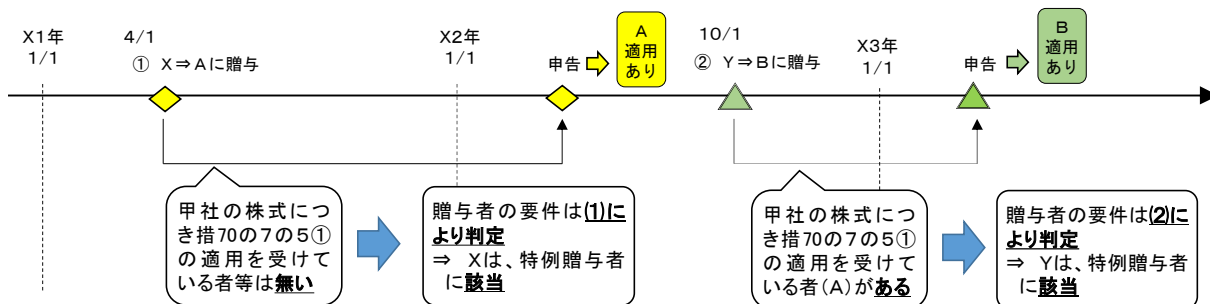 X1年
1/1
4/1
① X⇒Aに贈与
X2年
1/1
申告
A
適用
あり
10/1
② Y⇒Bに贈与
X3年
1/1
申告
B
適用
あり
甲社の株式につ
き措70の7の5①
の適用を受けて
いる者等は無い
贈与者の要件は(1)に
より判定
⇒ Xは、特例贈与者
に該当
甲社の株式につ
き措70の7の5①
の適用を受けて
いる者(A)がある
贈与者の要件は(2)に
より判定
⇒ Yは、特例贈与者
に該当